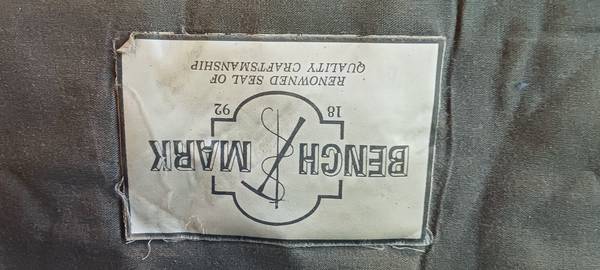 BENCH MARK
18 92
RENOWNED SEAL OF
QUALITY CRAFTSMANSHIP